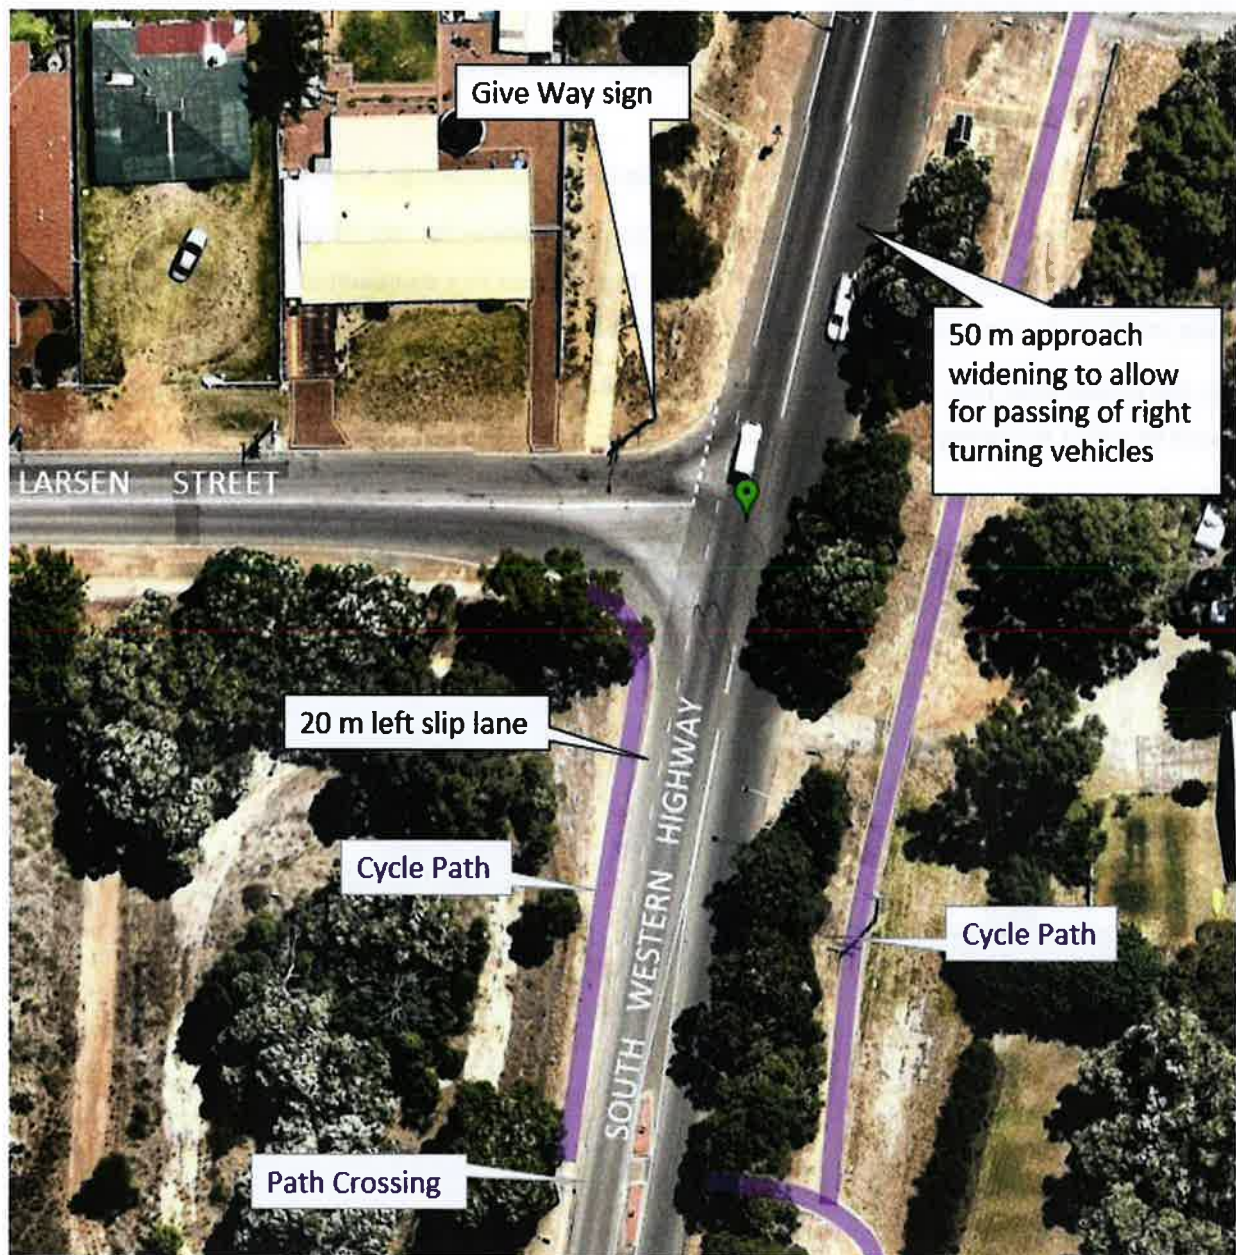 Give Way sign
50 m approach
widening to allow
for passing of right
turning vehicles
LARSEN STREET
20 m left slip lane
SOUTH WESTERN HIGHWAY
Cycle Path
Cycle Path
Path Crossing